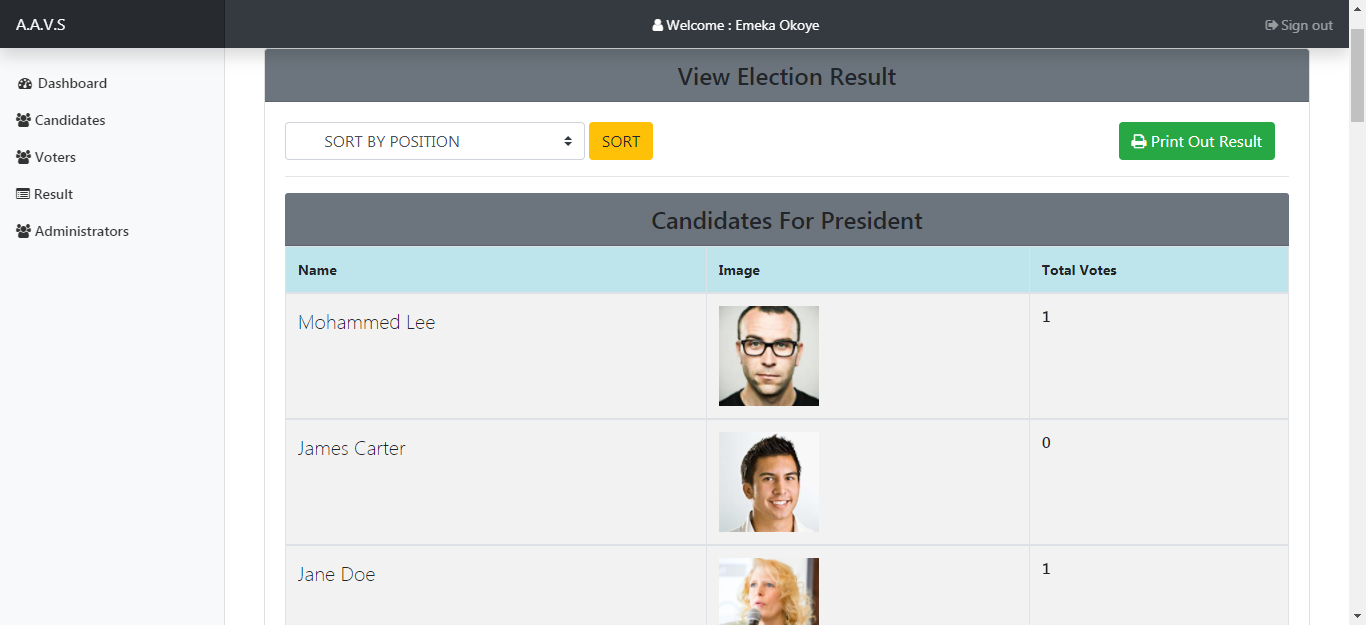 A.A.V.S
Welcome : Emeka Okoye
Sign out
Dashboard
Candidates
Voters
Result
Administrators
View Election Result
SORT BY POSITION
SORT
Print Out Result
Candidates For President
Name Image Total Votes
Mohammed Lee 1
James Carter 0
Jane Doe 1